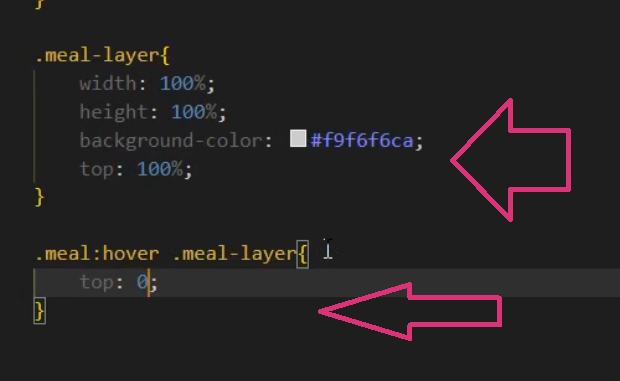 }
.meal-layer{
width: 100%;
height: 100%;
background-color: #f9f6f6ca;
top: 100%;
}
.meal:hover .meal-layer{
top: 0;
}